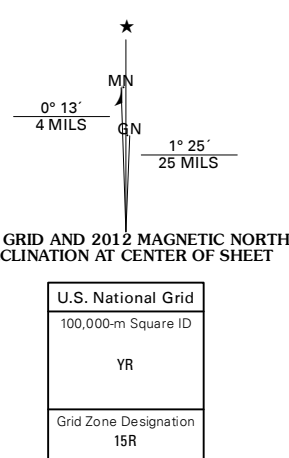 ★
MN
0° 13´
4 MILS
GN
1° 25´
25 MILS
GRID AND 2012 MAGNETIC NORTH
CLINATION AT CENTER OF SHEET
U.S. National Grid
100,000-m Square ID
YR
Grid Zone Designation
15R